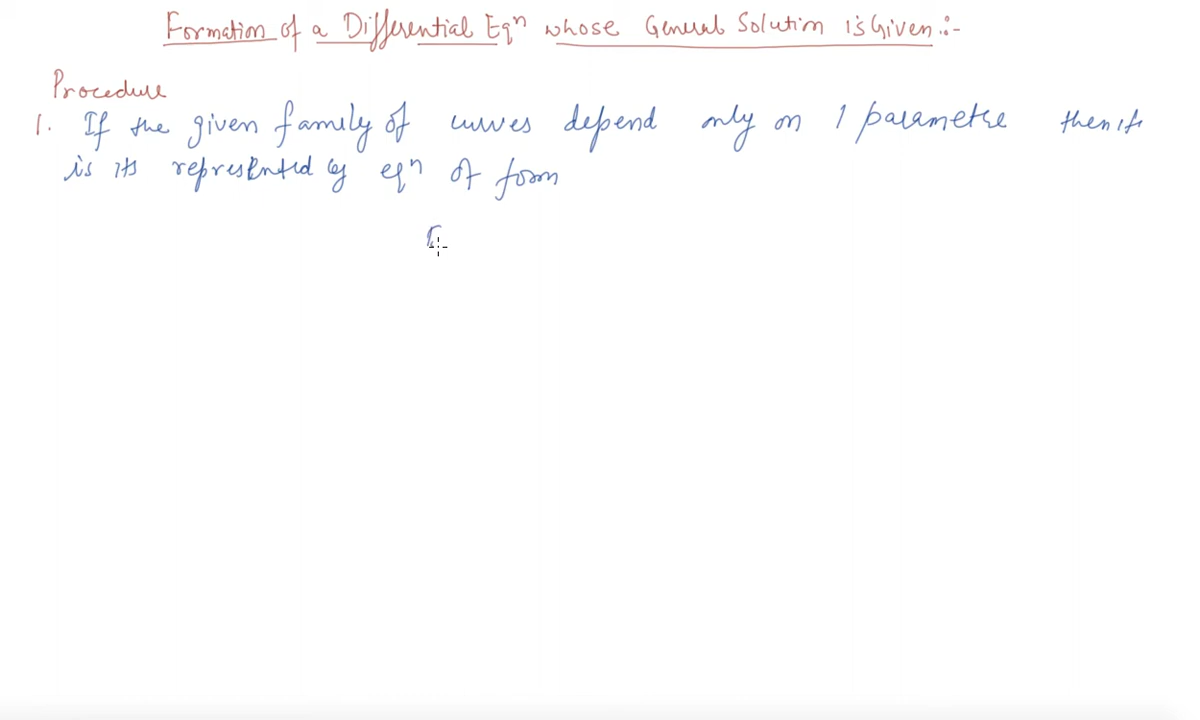 Formation of a Differential Eqⁿ whose General Solution is Given :-
Procedure
1. If the given family of curves depend only on 1 parametre then it
is its represented by eqⁿ of form